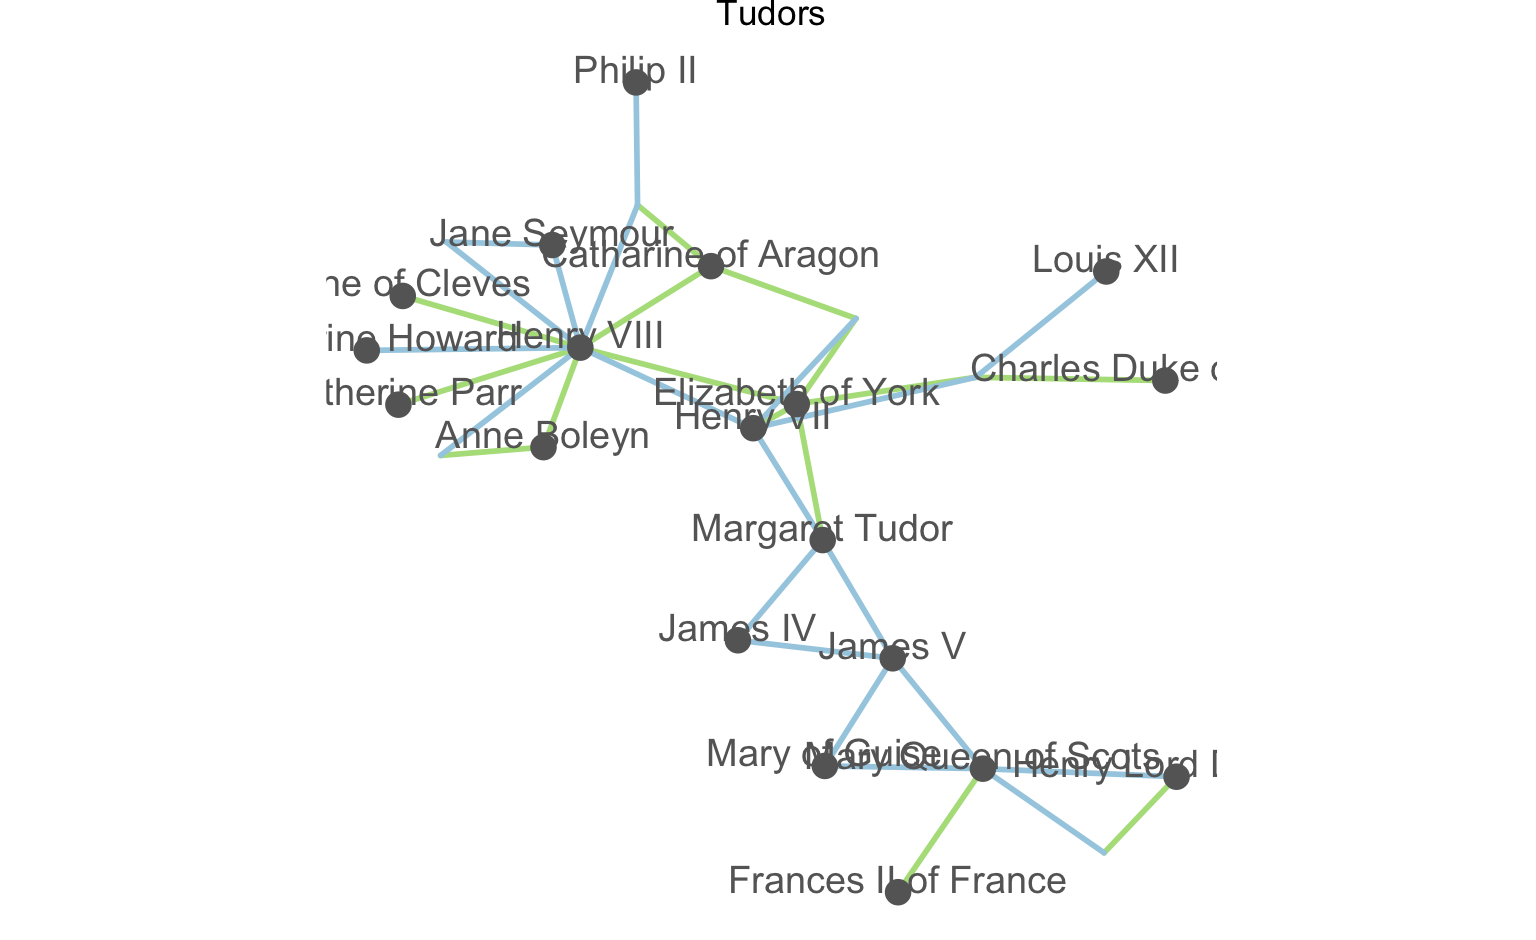 Tudors
Philip II
Jane Seymour
Catharine of Aragon
Louis XII
ne of Cleves
Henry VIII
ine Howard
Charles Duke
therine Parr
Elizabeth of York
Henry VII
Anne Boleyn
Margaret Tudor
James IV
James V
Mary of Guise
Mary Queen of Scots
Henry Lord
Frances II of France